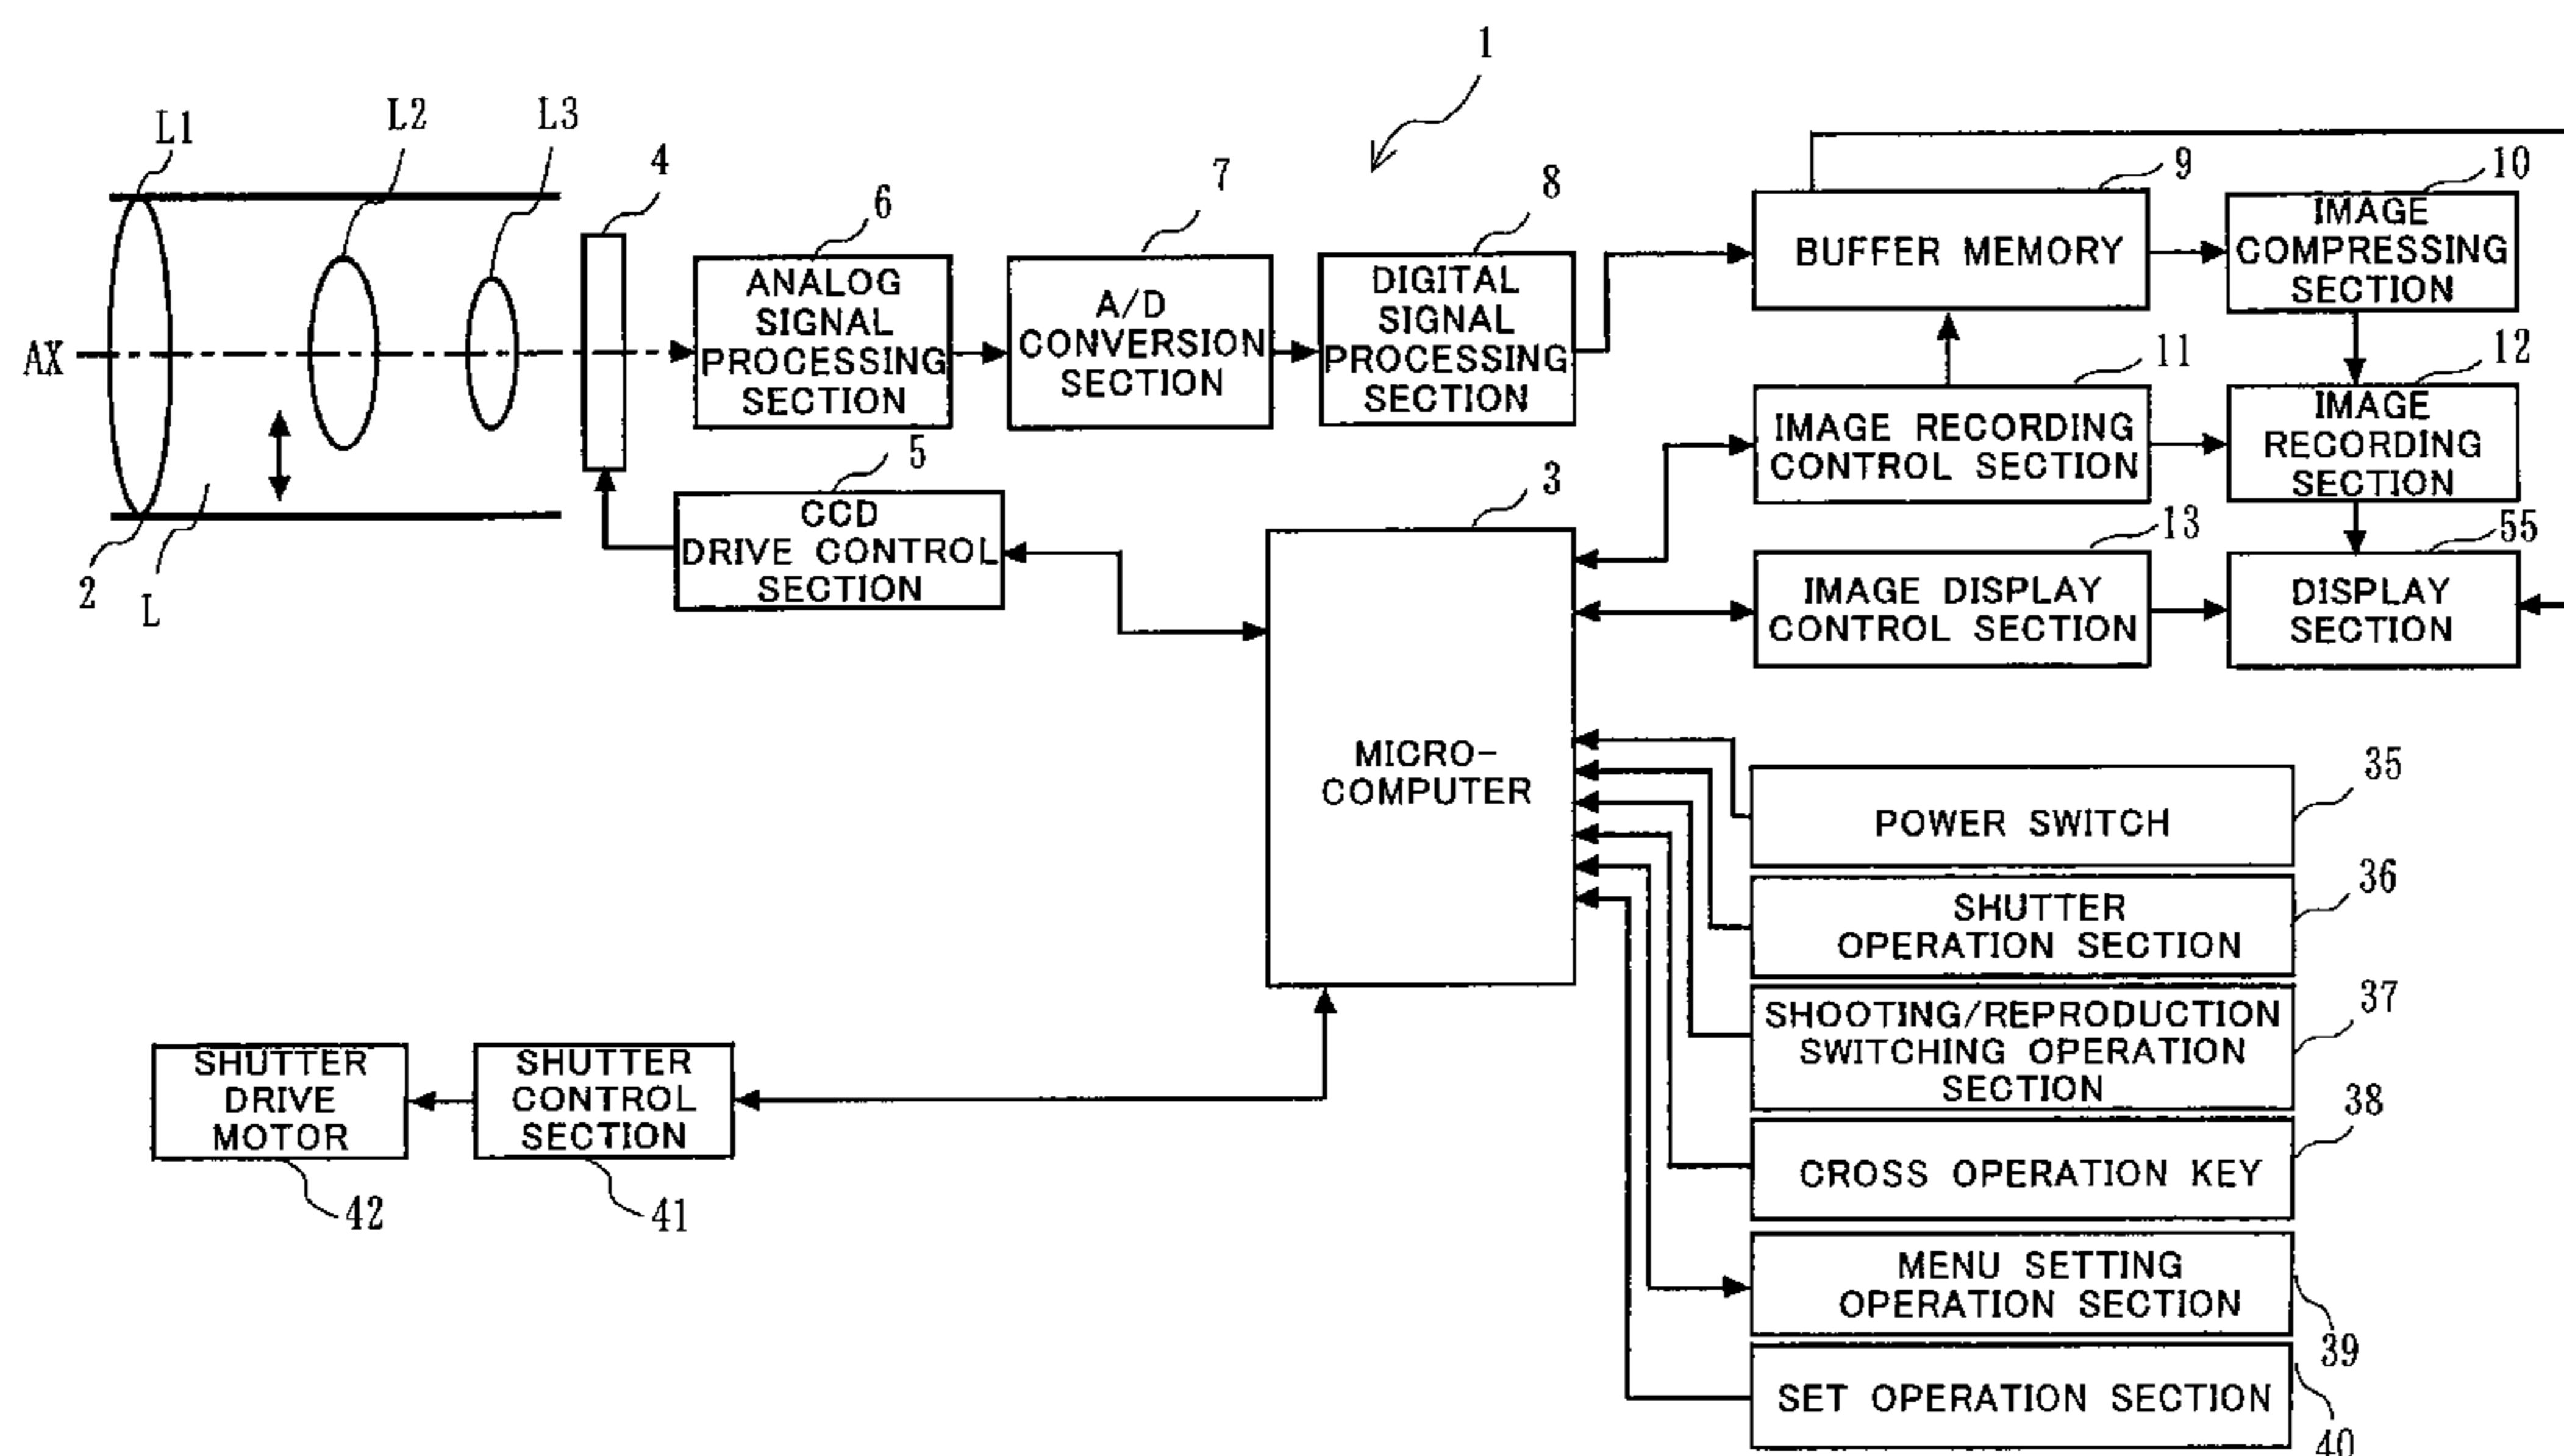 1
L1
L2
L3
4
6
7
8
9
10
AX
ANALOG
SIGNAL
PROCESSING
SECTION
A/D
CONVERSION
SECTION
DIGITAL
SIGNAL
PROCESSING
SECTION
BUFFER MEMORY
IMAGE
COMPRESSING
SECTION
11
12
IMAGE RECORDING
CONTROL SECTION
IMAGE
RECORDING
SECTION
2
L
5
CCD
DRIVE CONTROL
SECTION
3
13
55
IMAGE DISPLAY
CONTROL SECTION
DISPLAY
SECTION
MICRO-
COMPUTER
35
POWER SWITCH
36
SHUTTER
OPERATION SECTION
37
SHOOTING/REPRODUCTION
SWITCHING OPERATION
SECTION
38
CROSS OPERATION KEY
MENU SETTING
OPERATION SECTION
39
SET OPERATION SECTION
40
SHUTTER
DRIVE
MOTOR
42
SHUTTER
CONTROL
SECTION
41